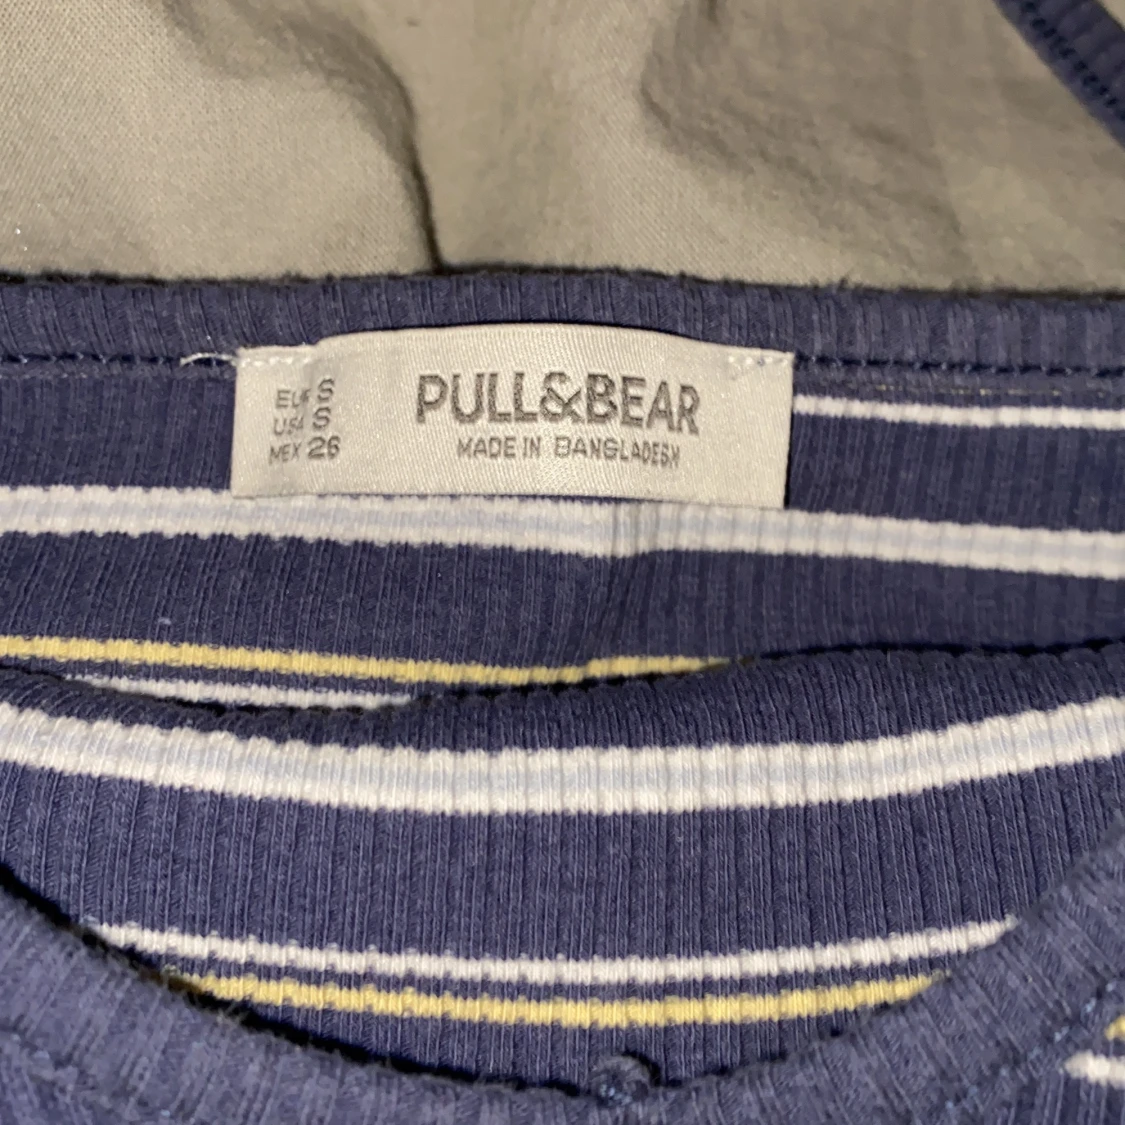 EUR S
USA S
MEX 26
PULL&BEAR
MADE IN BANGLADESH